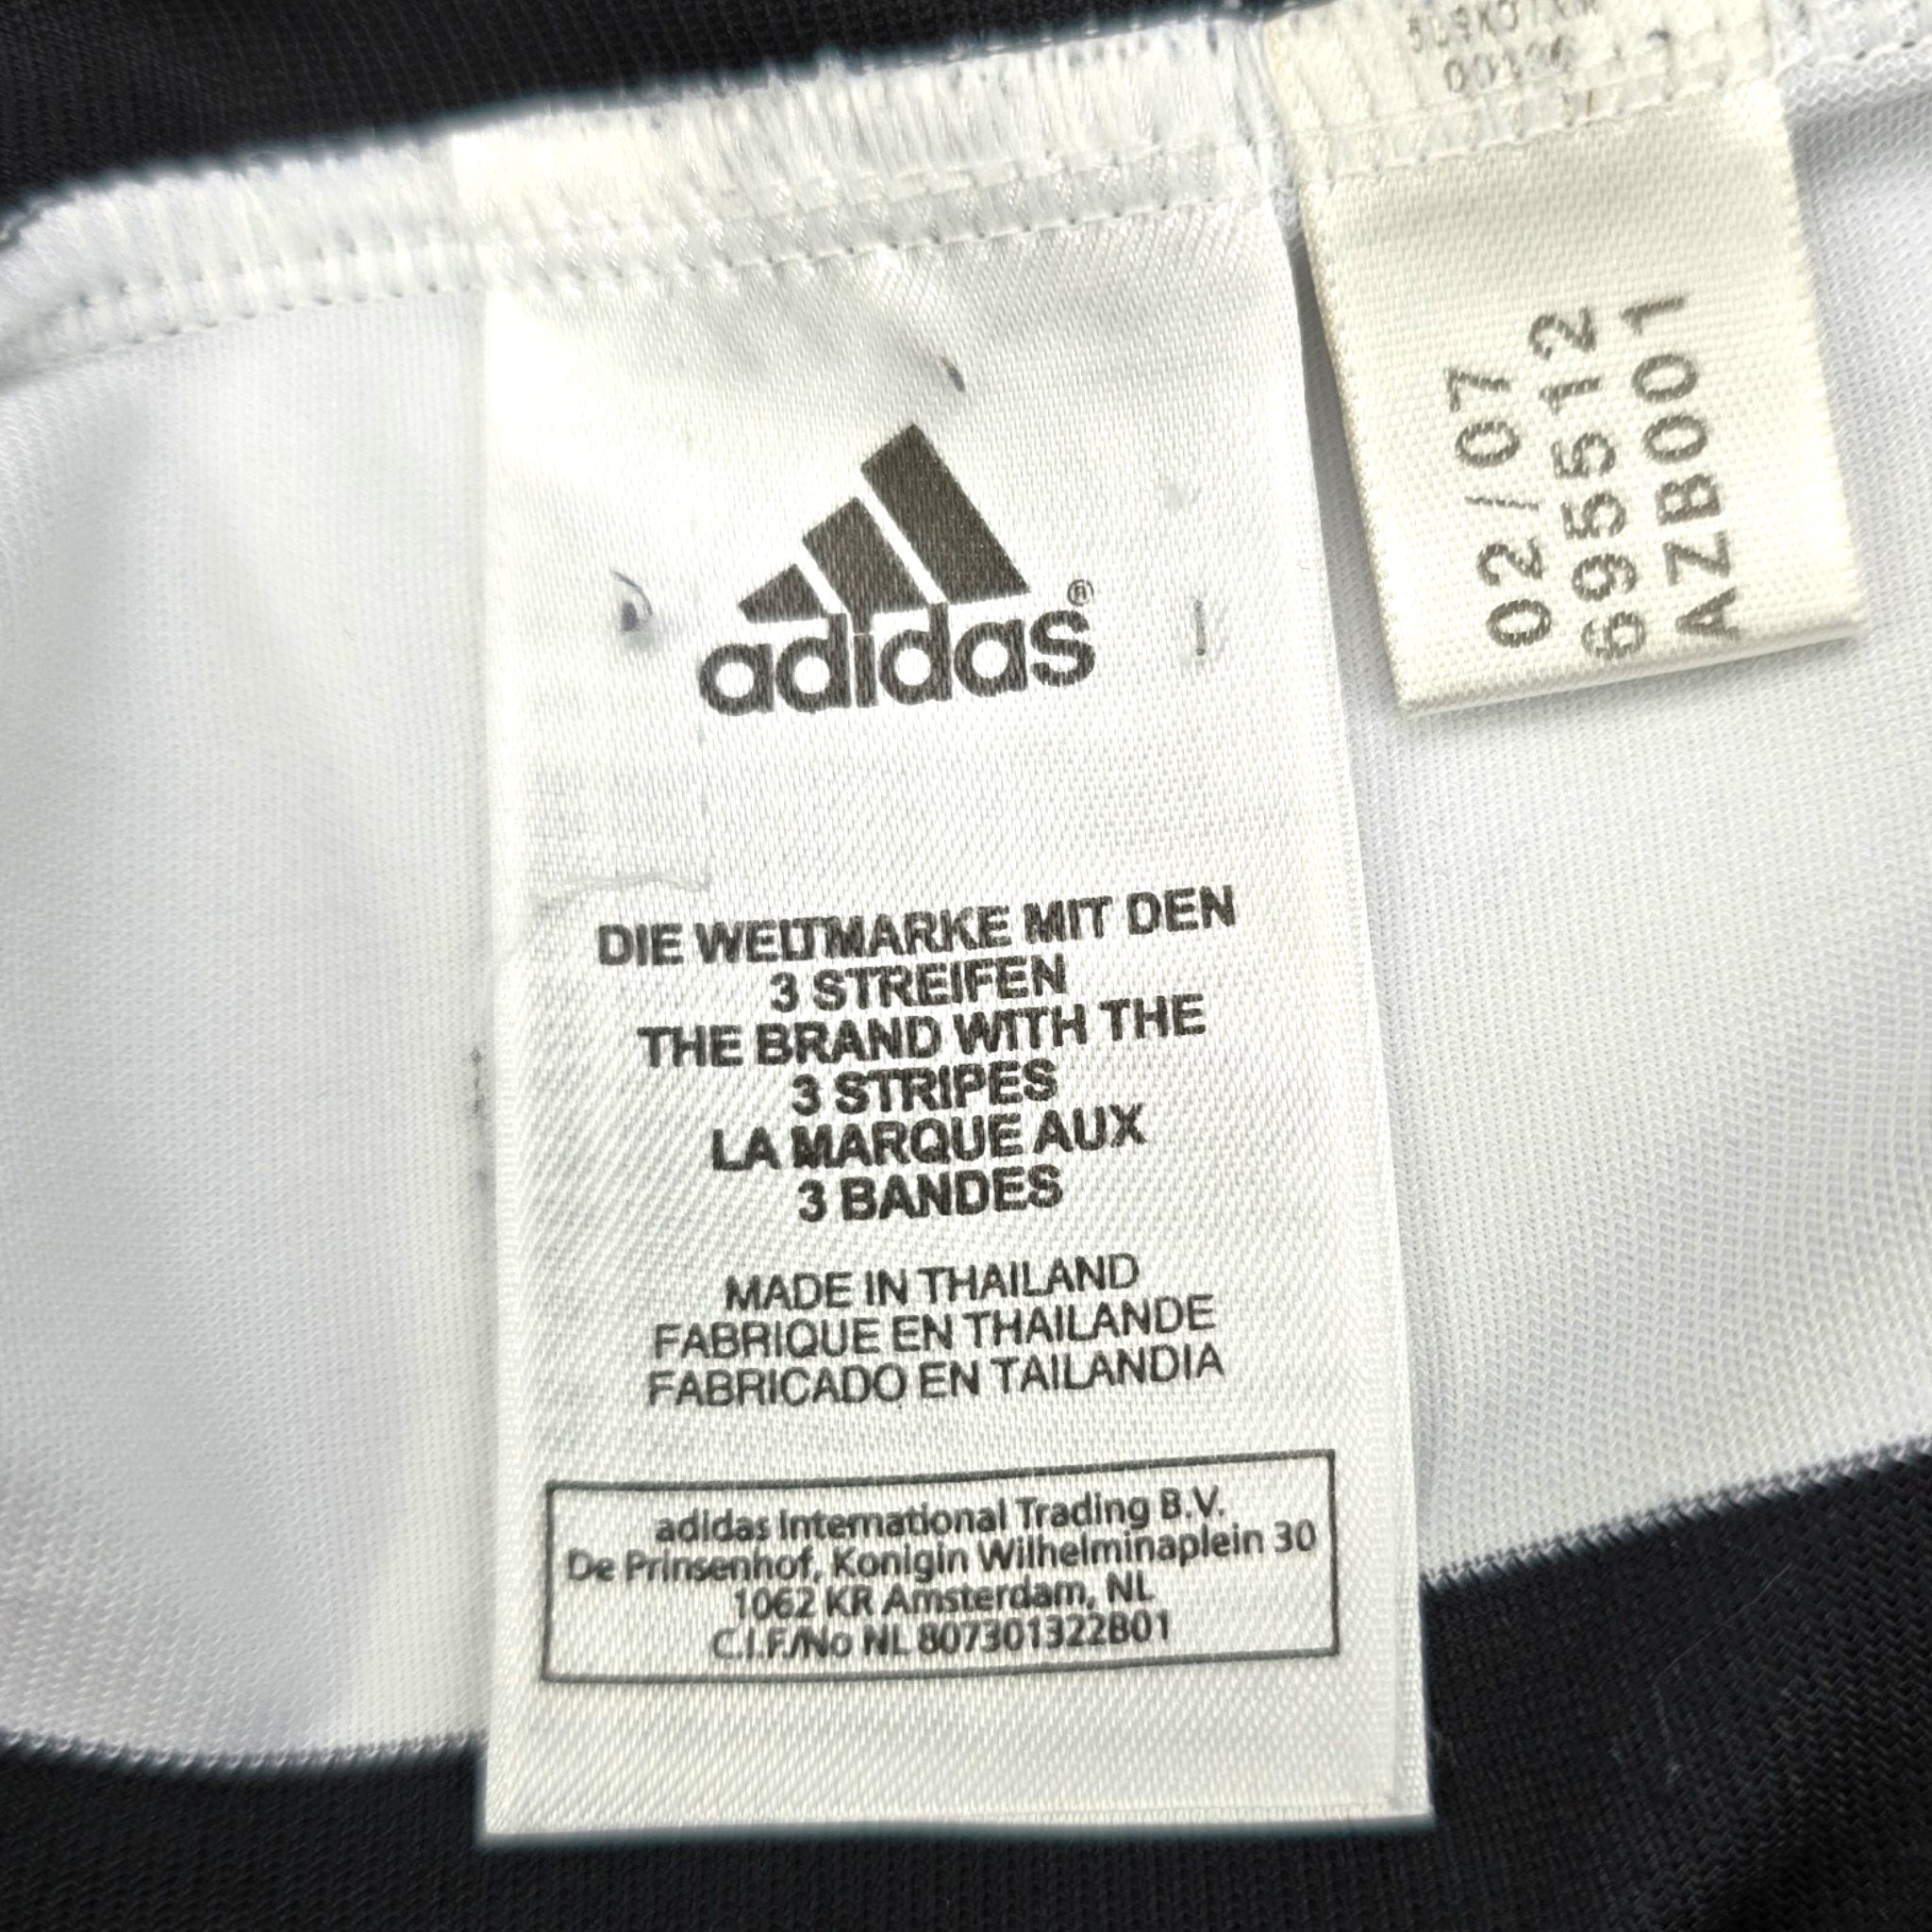 adidas®
DIE WELTMARKE MIT DEN
3 STREIFEN
THE BRAND WITH THE
3 STRIPES
LA MARQUE AUX
3 BANDES
MADE IN THAILAND
FABRIQUE EN THAILANDE
FABRICADO EN TAILANDIA
adidas International Trading B.V.
De Prinsenhof, Konigin Wilhelminaplein 30
1062 KR Amsterdam, NL
C.I.F./No NL 807301322B01
02/07
695512
AZB001